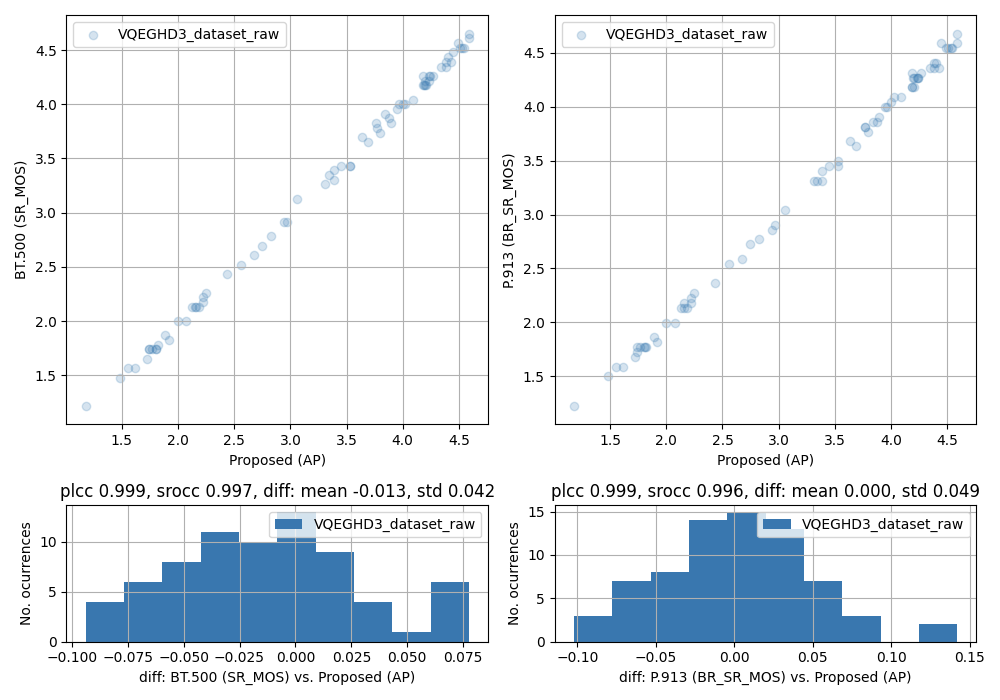 VQEGHD3_dataset_raw
BT.500 (SR_MOS)
4.5
4.0
3.5
3.0
2.5
2.0
1.5
1.5 2.0 2.5 3.0 3.5 4.0 4.5
Proposed (AP)
VQEGHD3_dataset_raw
P.913 (BR_SR_MOS)
4.5
4.0
3.5
3.0
2.5
2.0
1.5
1.5 2.0 2.5 3.0 3.5 4.0 4.5
Proposed (AP)
plcc 0.999, srocc 0.997, diff: mean -0.013, std 0.042
VQEGHD3_dataset_raw
No. ocurrences
10
5
0
−0.100 −0.075 −0.050 −0.025 0.000 0.025 0.050 0.075
diff: BT.500 (SR_MOS) vs. Proposed (AP)
plcc 0.999, srocc 0.996, diff: mean 0.000, std 0.049
VQEGHD3_dataset_raw
No. ocurrences
15
10
5
0
−0.10 −0.05 0.00 0.05 0.10 0.15
diff: P.913 (BR_SR_MOS) vs. Proposed (AP)